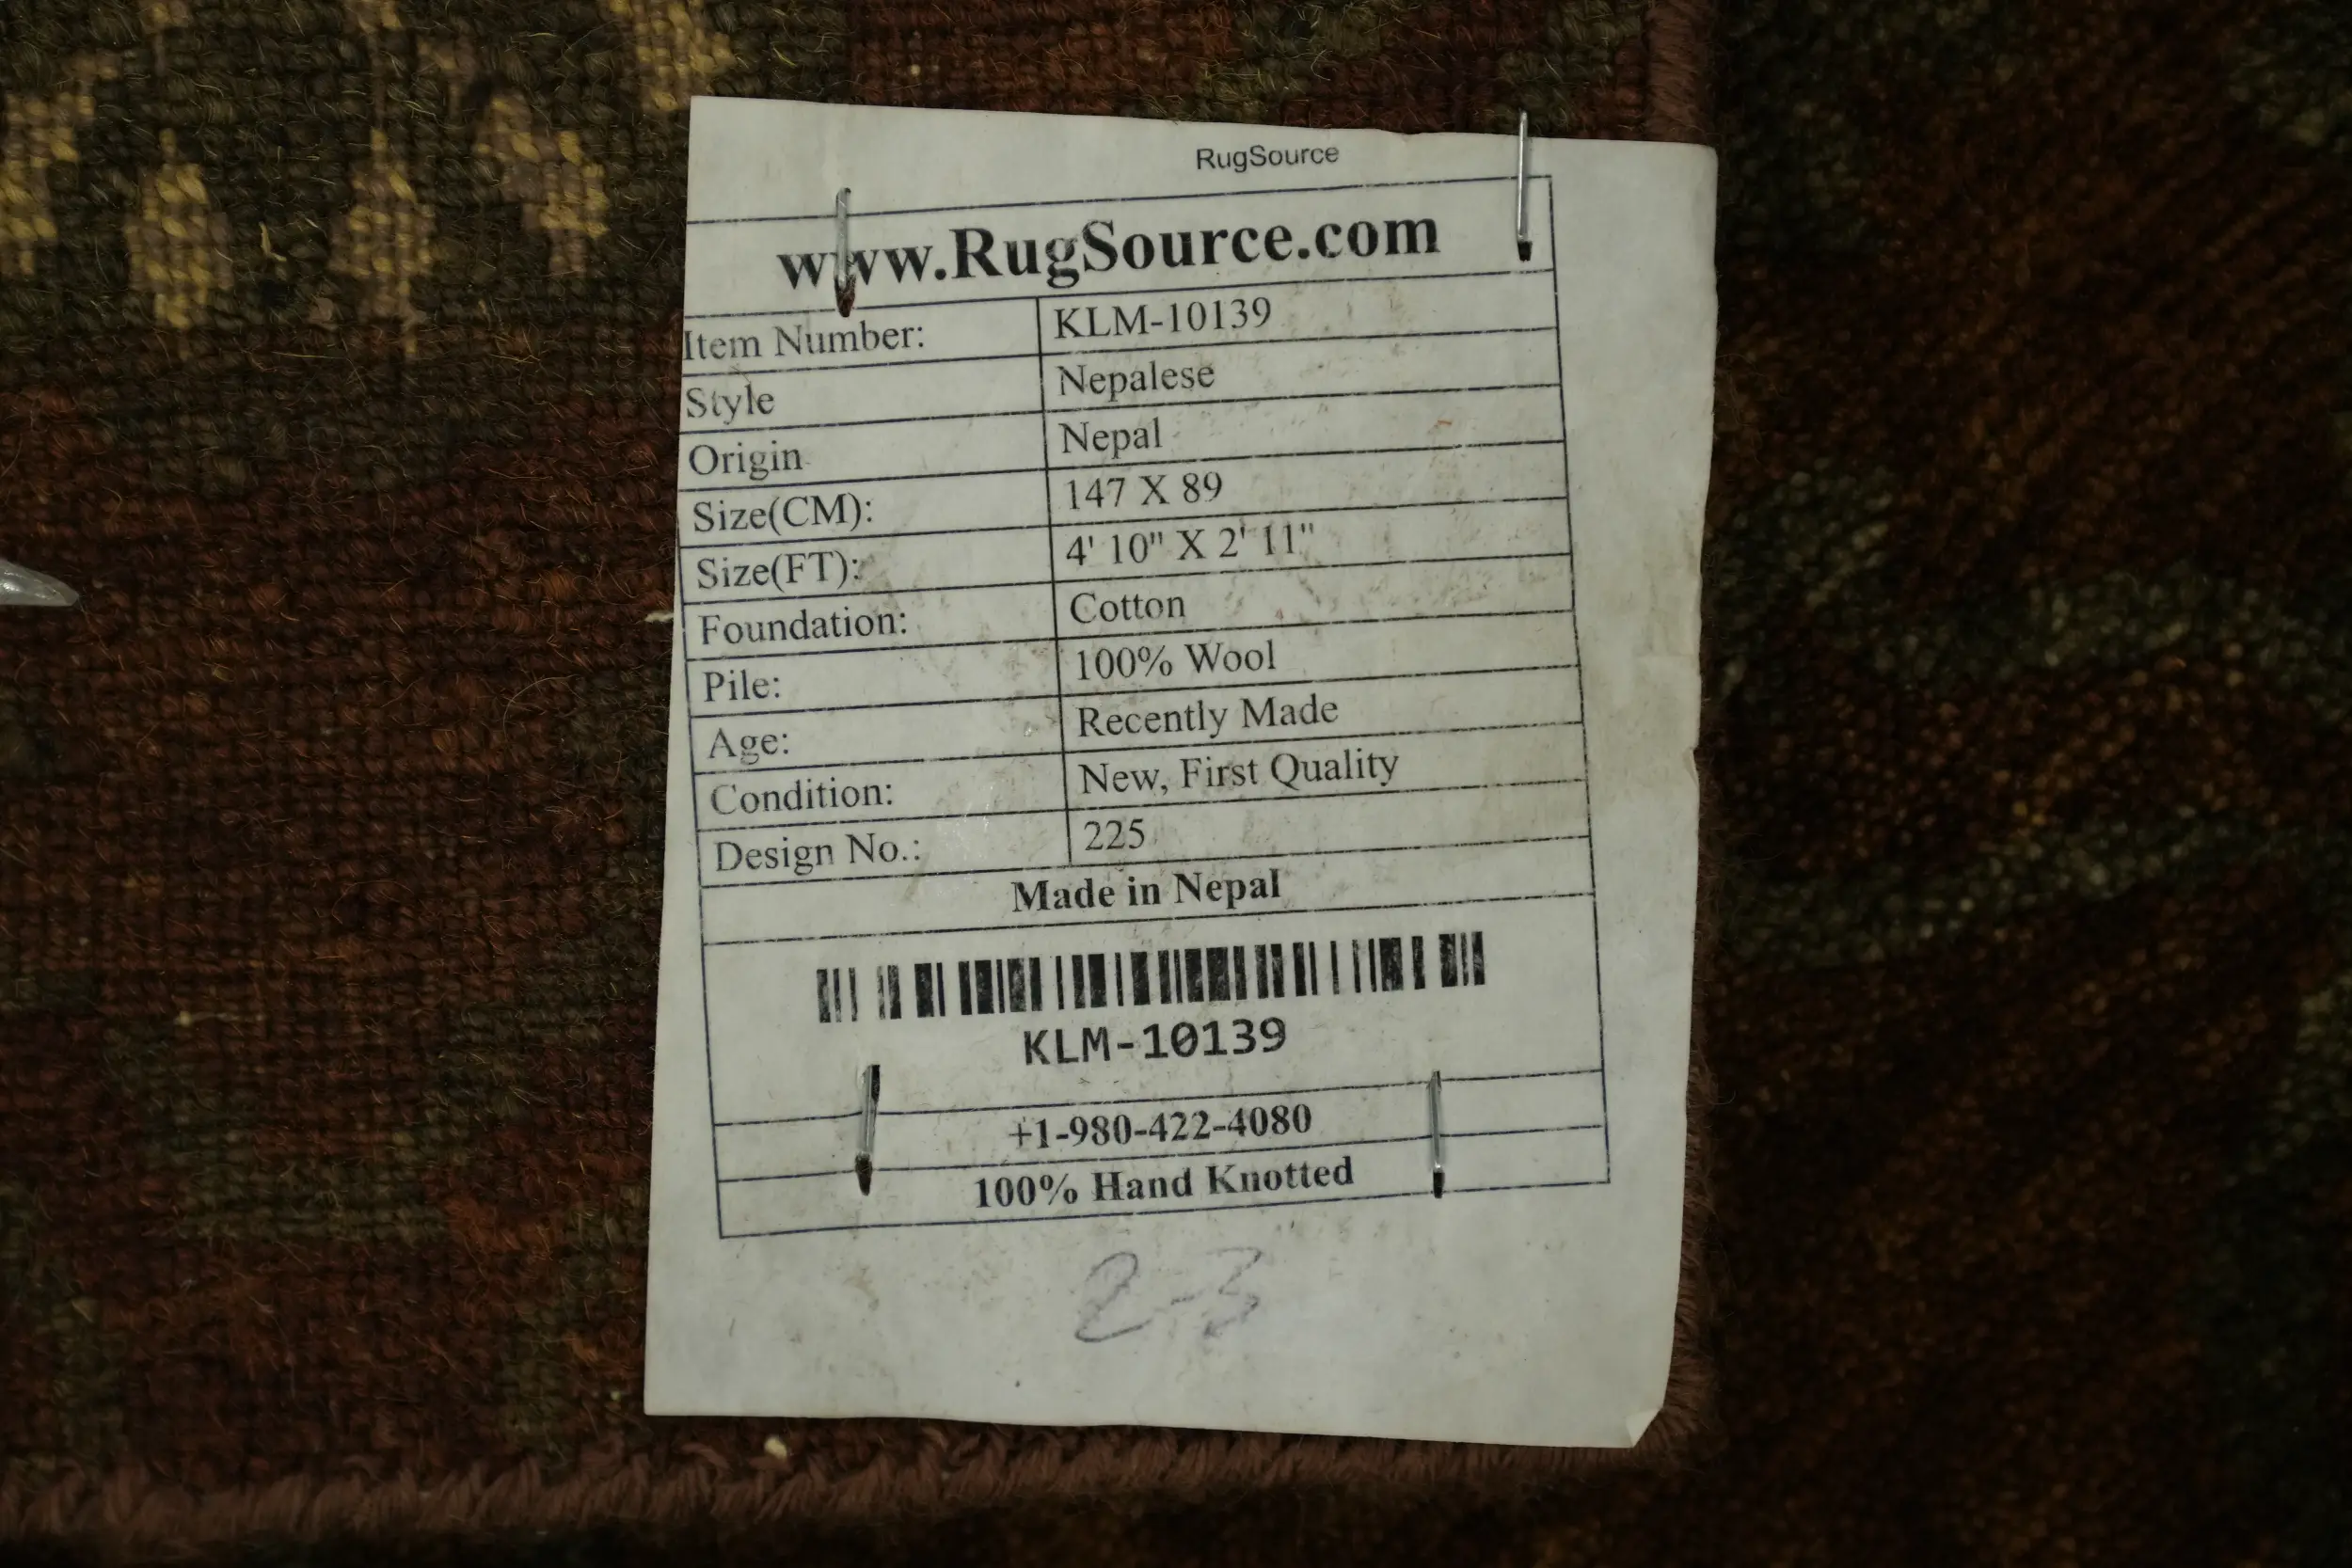 RugSource
www.RugSource.com
Item Number: KLM-10139
Style Nepalese
Origin Nepal
Size(CM): 147 X 89
Size(FT): 4' 10" X 2' 11"
Foundation: Cotton
Pile: 100% Wool
Age: Recently Made
Condition: New, First Quality
Design No.: 225
Made in Nepal
KLM-10139
+1-980-422-4080
100% Hand Knotted
2-3